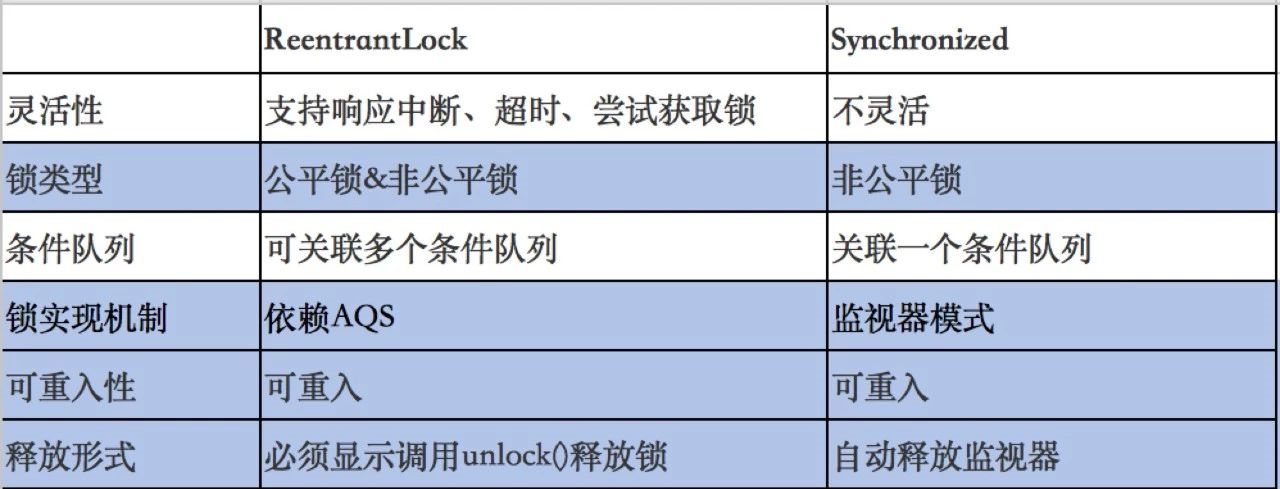 ReentrantLock Synchronized
灵活性 支持响应中断、超时、尝试获取锁 不灵活
锁类型 公平锁&非公平锁 非公平锁
条件队列 可关联多个条件队列 关联一个条件队列
锁实现机制 依赖AQS 监视器模式
可重入性 可重入 可重入
释放形式 必须显示调用unlock()释放锁 自动释放监视器